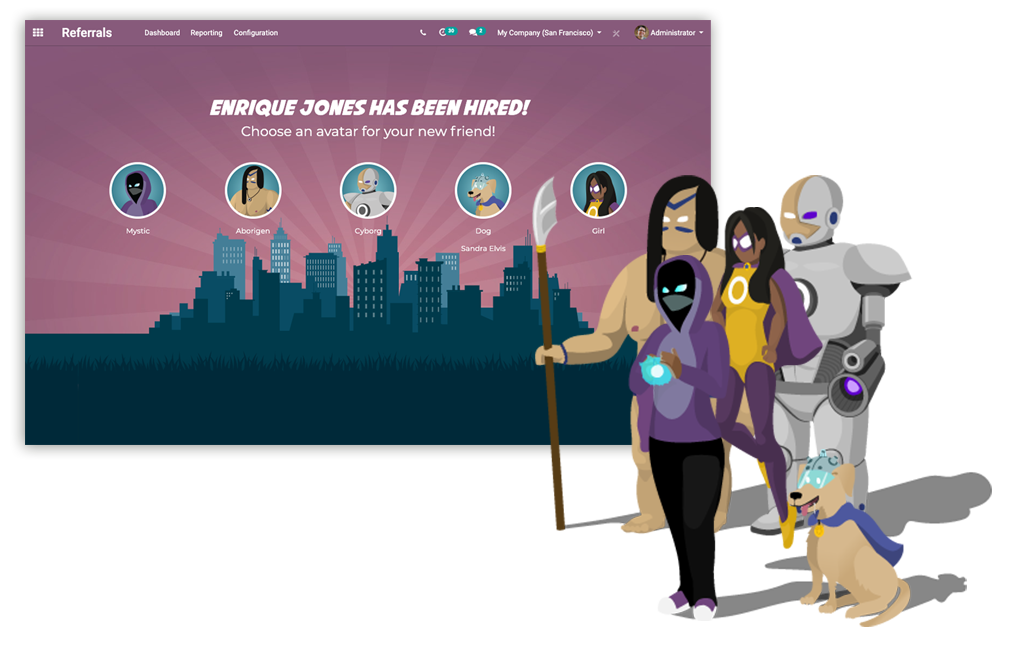 Referrals Dashboard Reporting Configuration 30 2 My Company (San Francisco) Administrator
ENRIQUE JONES HAS BEEN HIRED!
Choose an avatar for your new friend!
Mystic Aborigen Cyborg Dog Girl
Sandra Elvis